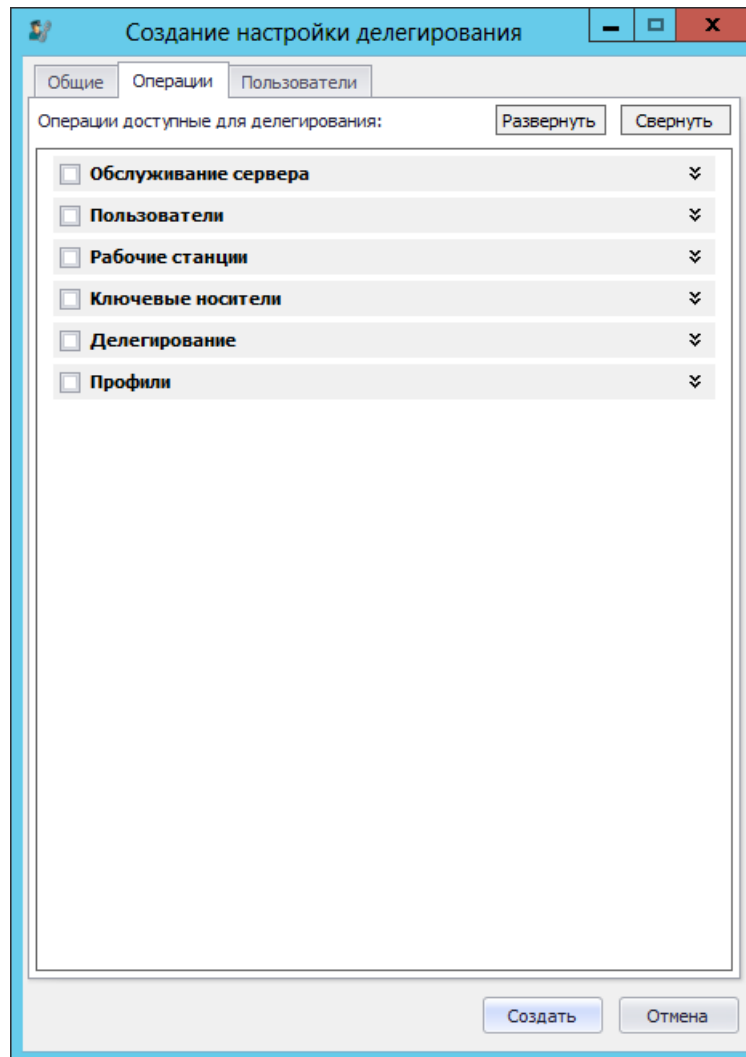 Создание настройки делегирования
Общие Операции Пользователи
Операции доступные для делегирования: Развернуть Свернуть
Обслуживание сервера
Пользователи
Рабочие станции
Ключевые носители
Делегирование
Профили
Создать Отмена